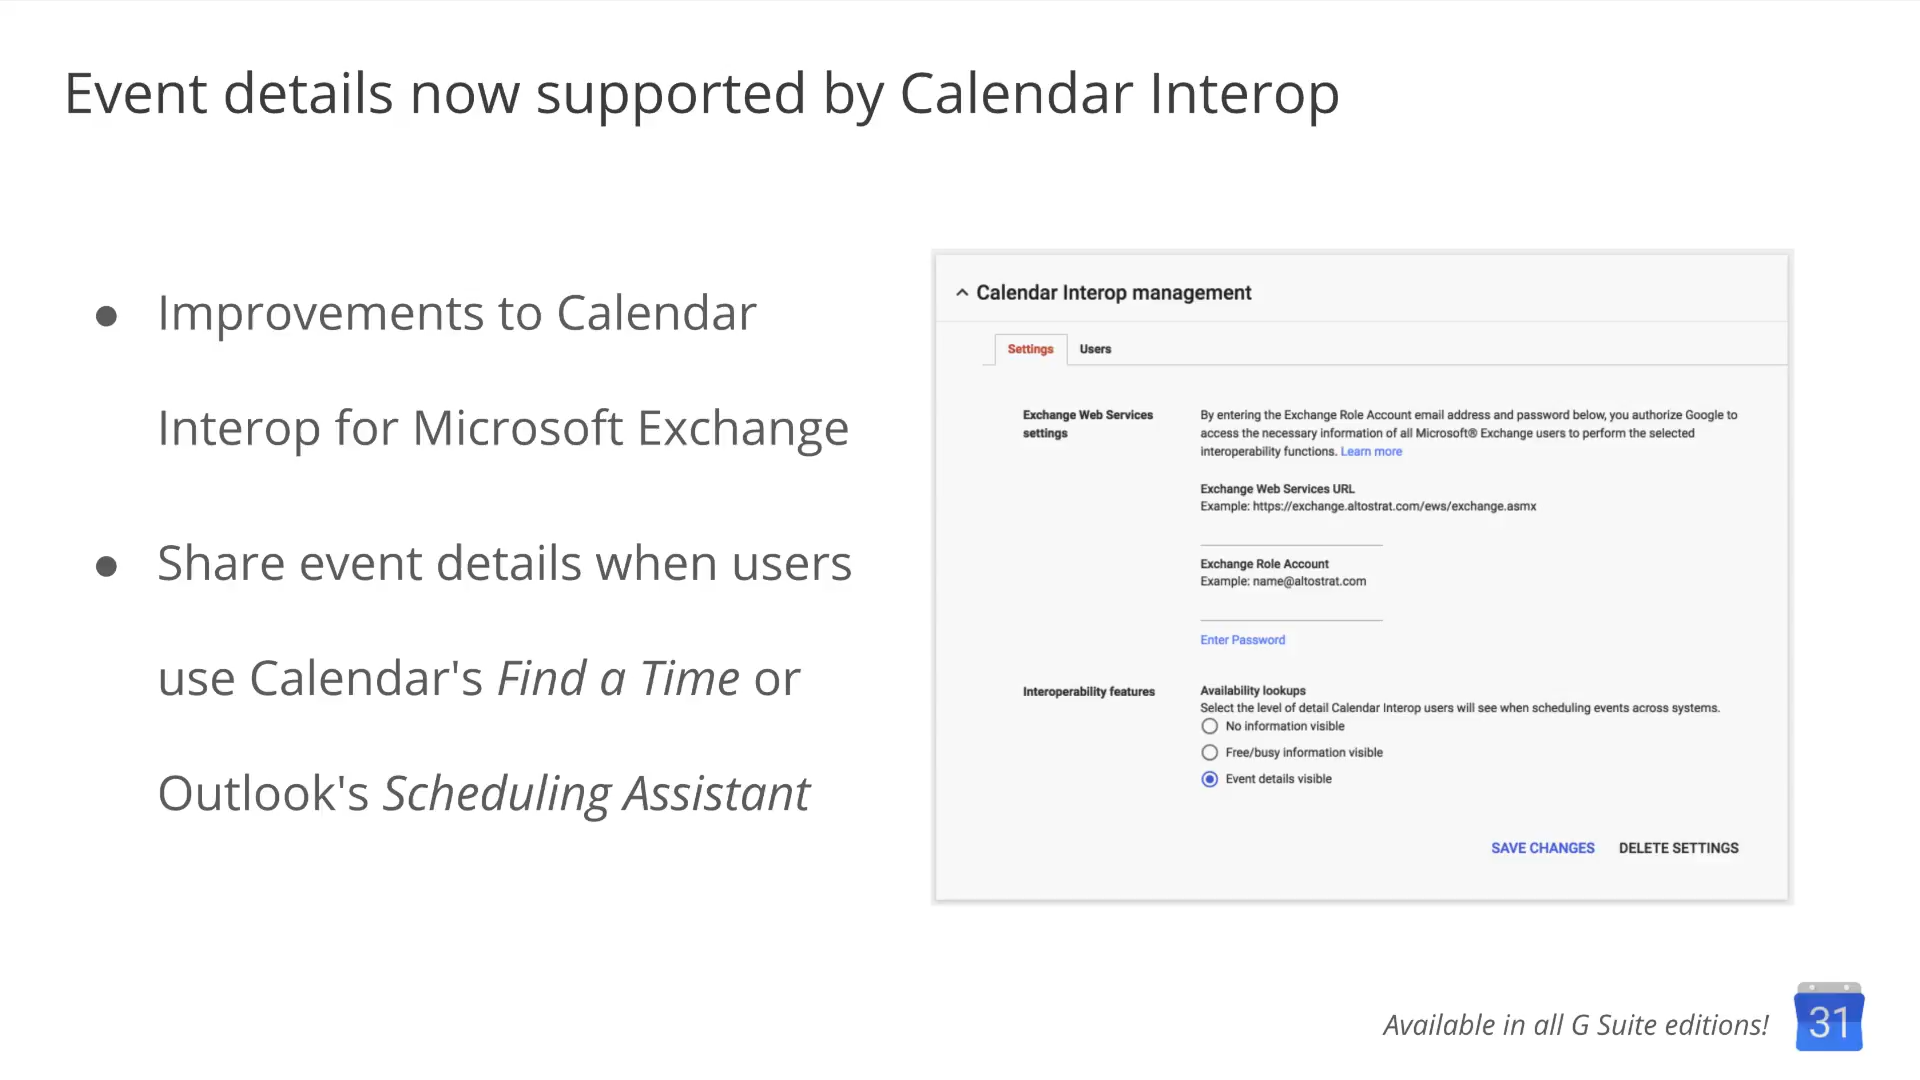 Event details now supported by Calendar Interop
● Improvements to Calendar
Interop for Microsoft Exchange
● Share event details when users
use Calendar's Find a Time or
Outlook's Scheduling Assistant
Calendar Interop management
Settings Users
Exchange Web Services
settings
By entering the Exchange Role Account email address and password below, you authorize Google to
access the necessary information of all Microsoft® Exchange users to perform the selected
interoperability functions. Learn more
Exchange Web Services URL
Example: https://exchange.altostrat.com/ews/exchange.asmx
Exchange Role Account
Example: name@altostrat.com
Enter Password
Interoperability features
Availability lookups
Select the level of detail Calendar Interop users will see when scheduling events across systems.
No information visible
Free/busy information visible
Event details visible
SAVE CHANGES DELETE SETTINGS
Available in all G Suite editions!
31